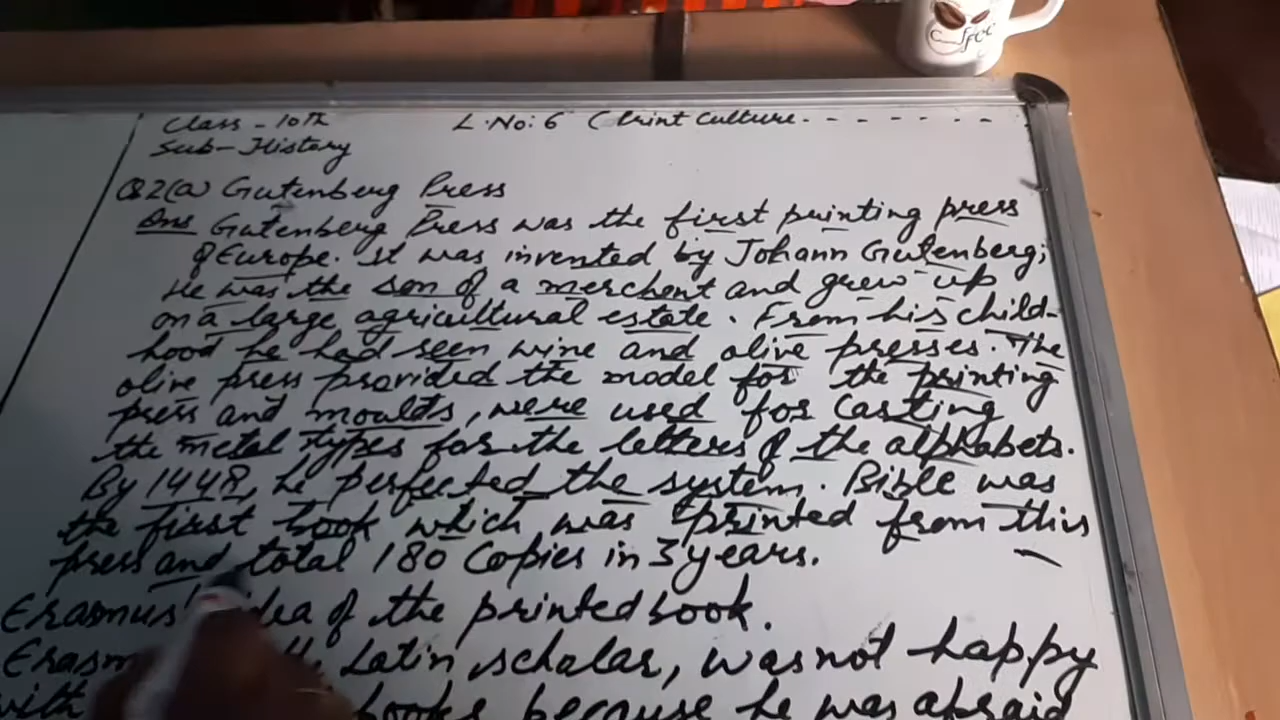 Coffee
Class - 10th L.No: 6 (Print Culture. - - - - - - -
Sub - History
Q2(a) Gutenberg Press
Ans Gutenberg Press was the first printing press
of Europe. It was invented by Johann Gutenberg;
He was the son of a merchant and grew up
on a large agricultural estate. From his child-
hood he had seen wine and olive presses. The
olive press provided the model for the printing
press and moulds, were used for casting
the metal types for the letters of the alphabets.
By 1448, he perfected the system. Bible was
the first book which was printed from this
press and total 180 Copies in 3 years.
Erasmus' idea of the printed book.
Latin scholar, was not happy
with books because he was afraid